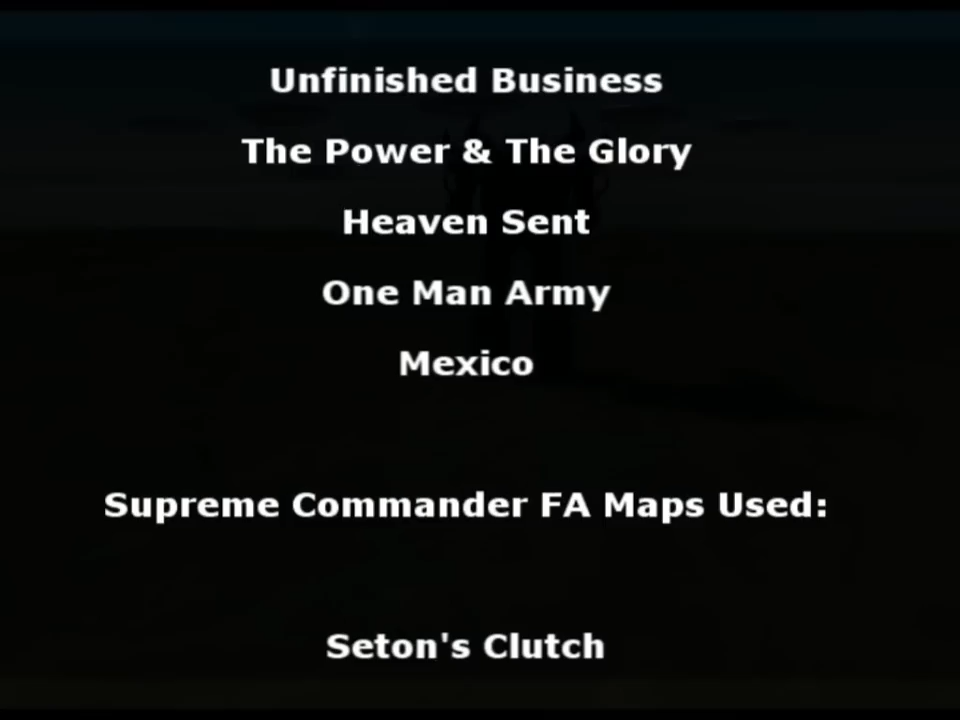 Unfinished Business
The Power & The Glory
Heaven Sent
One Man Army
Mexico
Supreme Commander FA Maps Used:
Seton's Clutch